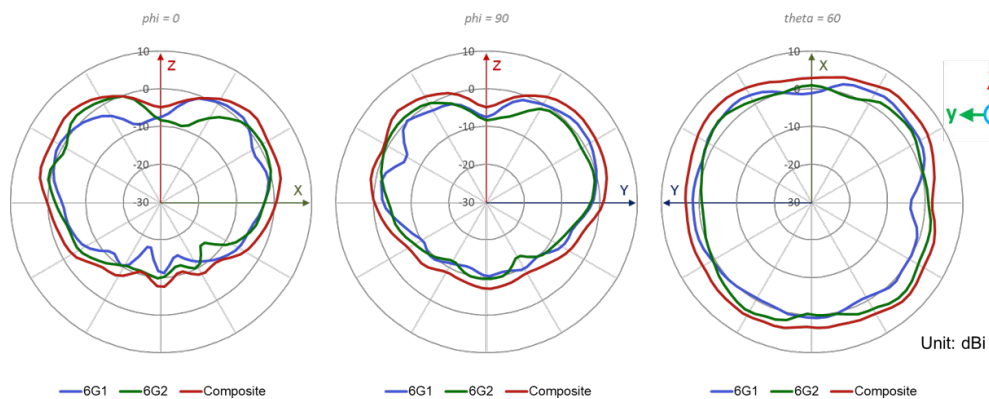 phi = 0
phi = 90
theta = 60
10
Z
0
-10
-20
-30
X
10
Z
0
-10
-20
-30
Y
10
X
0
-10
-20
Y
-30
y
Unit: dBi
6G1 6G2 Composite
6G1 6G2 Composite
6G1 6G2 Composite